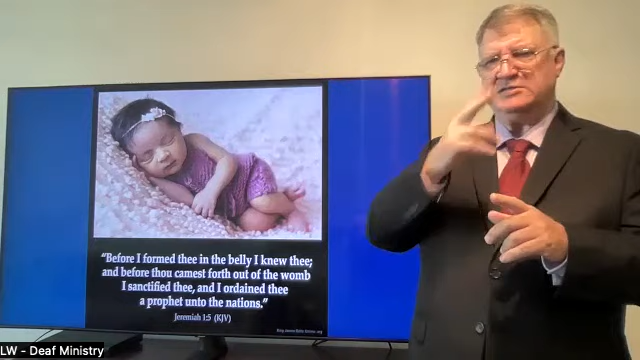 “Before I formed thee in the belly I knew thee;
and before thou camest forth out of the womb
I sanctified thee, and I ordained thee
a prophet unto the nations.”
Jeremiah 1:5 (KJV)
LW - Deaf Ministry